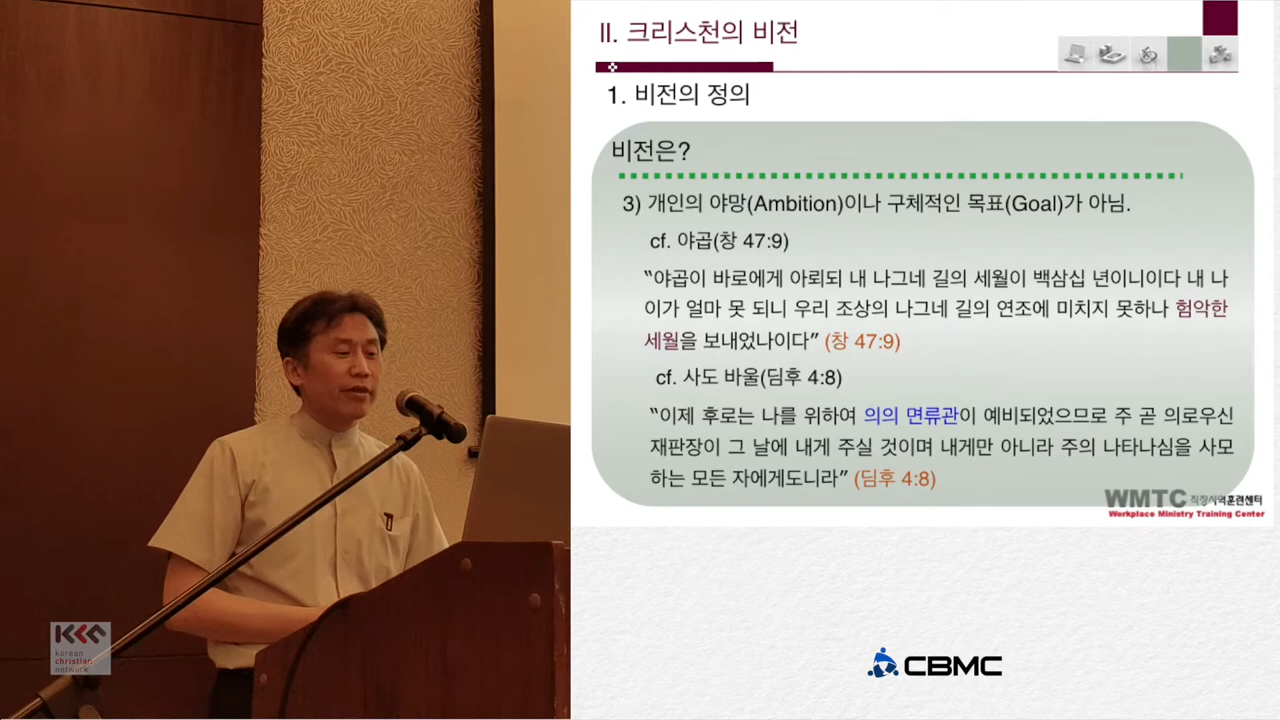 II. 크리스천의 비전
1. 비전의 정의
비전은?
3) 개인의 야망(Ambition)이나 구체적인 목표(Goal)가 아님.
cf. 야곱(창 47:9)
“야곱이 바로에게 아뢰되 내 나그네 길의 세월이 백삼십 년이니이다 내 나
이가 얼마 못 되니 우리 조상의 나그네 길의 연조에 미치지 못하나 험악한
세월을 보내었나이다” (창 47:9)
cf. 사도 바울(딤후 4:8)
“이제 후로는 나를 위하여 의의 면류관이 예비되었으므로 주 곧 의로우신
재판장이 그 날에 내게 주실 것이며 내게만 아니라 주의 나타나심을 사모
하는 모든 자에게도니라” (딤후 4:8)
WMTC 직장사역훈련센터
Workplace Ministry Training Center
KCN
korean
christian
network
CBMC